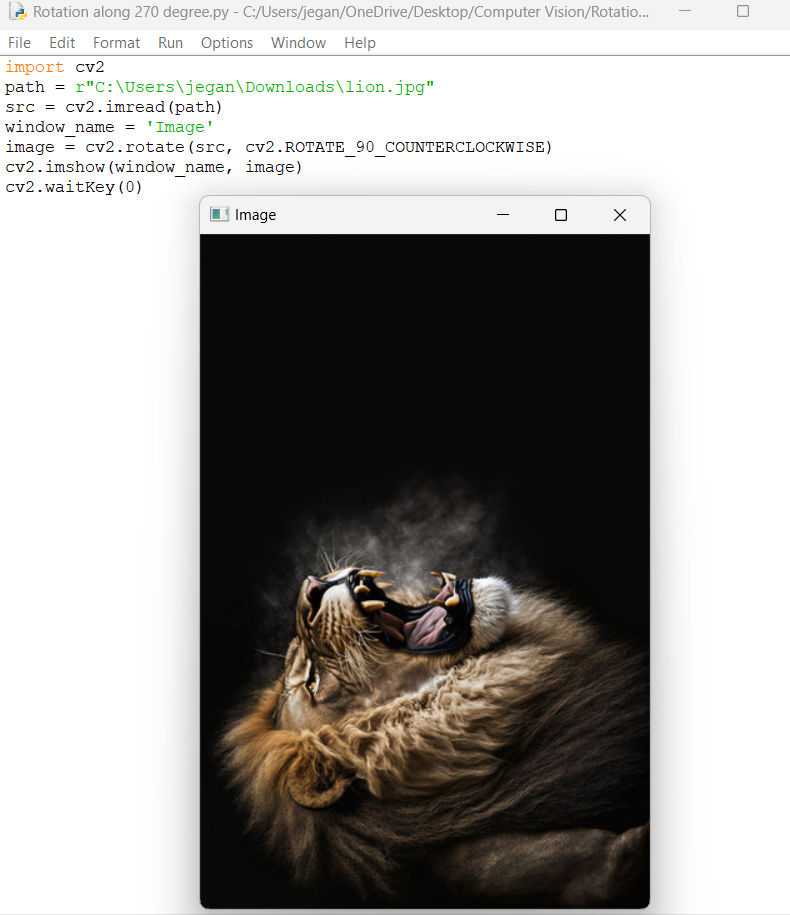 Rotation along 270 degree.py - C:/Users/jegan/OneDrive/Desktop/Computer Vision/Rotatio...
File Edit Format Run Options Window Help
import cv2
path = r"C:\Users\jegan\Downloads\lion.jpg"
src = cv2.imread(path)
window_name = 'Image'
image = cv2.rotate(src, cv2.ROTATE_90_COUNTERCLOCKWISE)
cv2.imshow(window_name, image)
cv2.waitKey(0)
Image